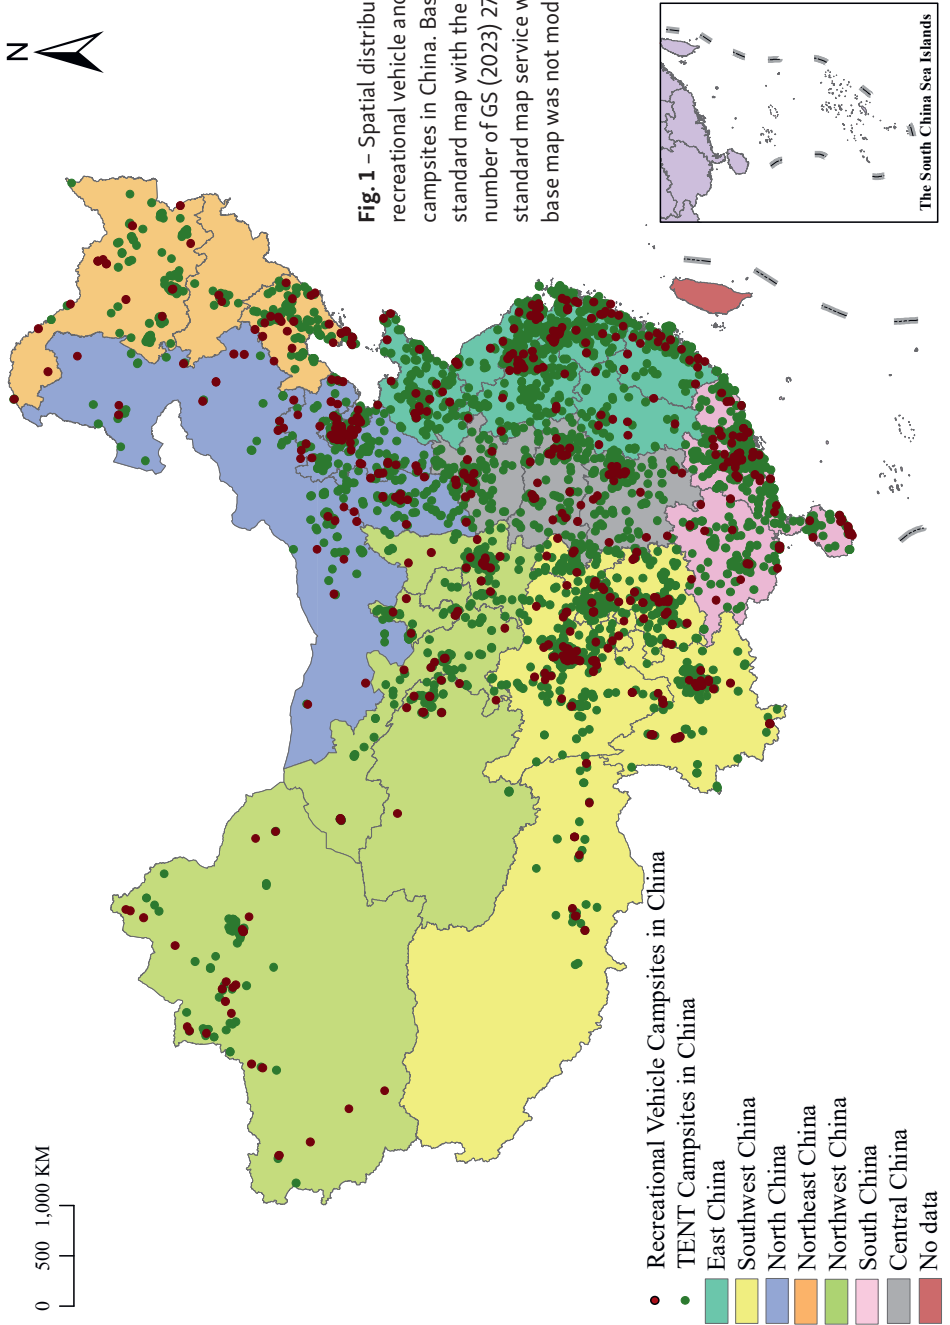 N
0 500 1,000 KM
Recreational Vehicle Campsites in China
TENT Campsites in China
East China
Southwest China
North China
Northeast China
Northwest China
South China
Central China
No data
The South China Sea Islands
Fig. 1 – Spatial distribu
recreational vehicle and
campsites in China. Bas
standard map with the
number of GS (2023) 27
standard map service w
base map was not mod